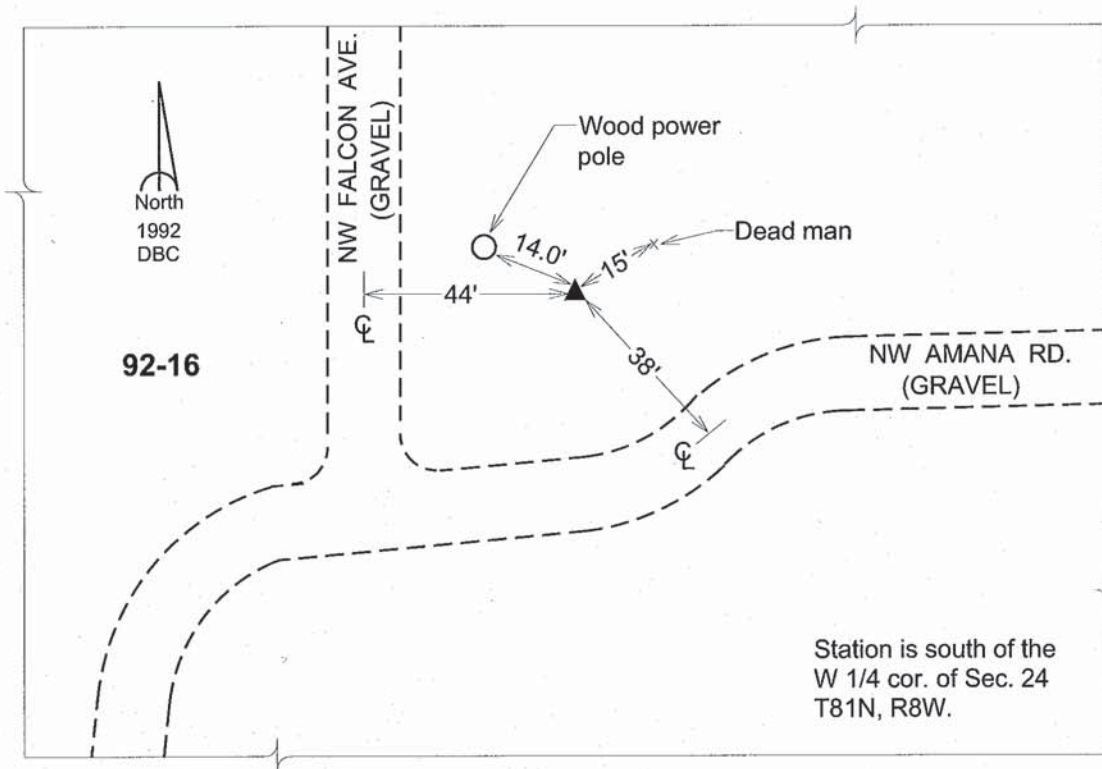 NW FALCON AVE.
(GRAVEL)
Wood power
pole
North
1992
DBC
14.0'
15'
Dead man
44'
℄
92-16
38'
NW AMANA RD.
(GRAVEL)
℄
Station is south of the
W 1/4 cor. of Sec. 24
T81N, R8W.